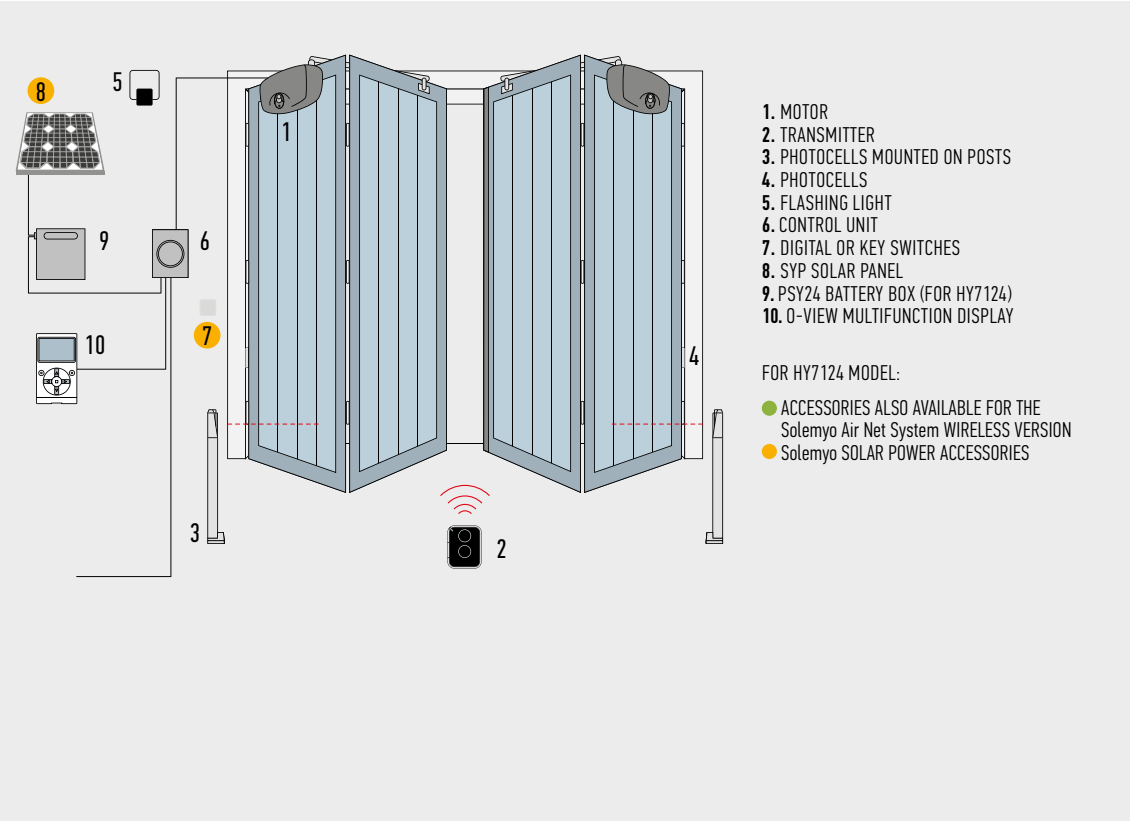 8
5
1
9
6
7
10
4
3
2
1. MOTOR
2. TRANSMITTER
3. PHOTOCELLS MOUNTED ON POSTS
4. PHOTOCELLS
5. FLASHING LIGHT
6. CONTROL UNIT
7. DIGITAL OR KEY SWITCHES
8. SYP SOLAR PANEL
9. PSY24 BATTERY BOX (FOR HY7124)
10. O-VIEW MULTIFUNCTION DISPLAY
FOR HY7124 MODEL:
ACCESSORIES ALSO AVAILABLE FOR THE
Solemyo Air Net System WIRELESS VERSION
Solemyo SOLAR POWER ACCESSORIES